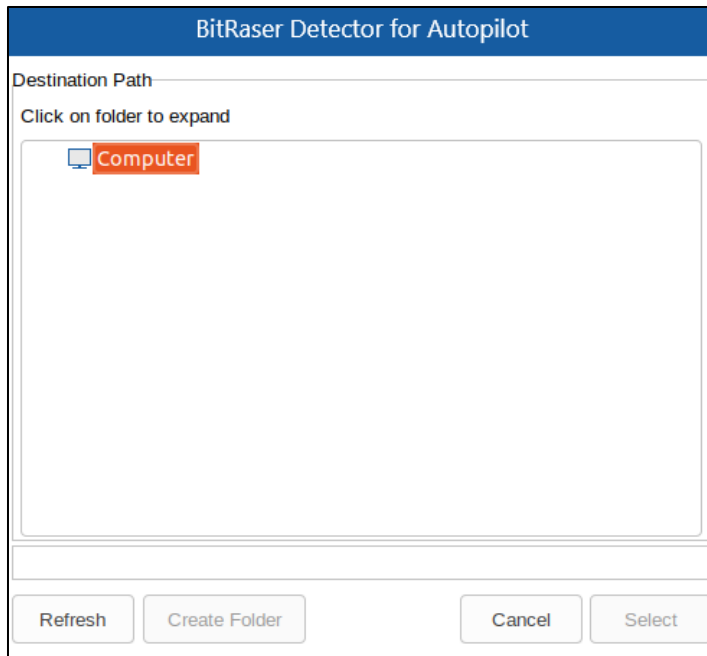 BitRaser Detector for Autopilot
Destination Path
Click on folder to expand
Computer
Refresh Create Folder Cancel Select